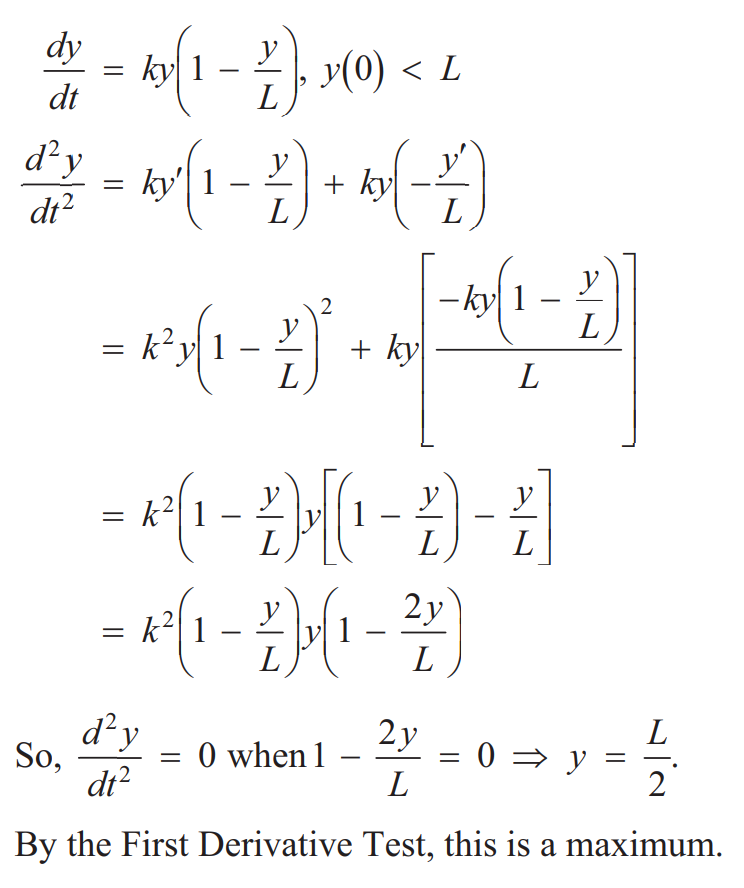 dy/dt = ky(1 − y/L), y(0) < L
d²y/dt² = ky′(1 − y/L) + ky(−y′/L)
= k²y(1 − y/L)² + ky[−ky(1 − y/L)/L]
= k²(1 − y/L)y[(1 − y/L) − y/L]
= k²(1 − y/L)y(1 − 2y/L)
So, d²y/dt² = 0 when 1 − 2y/L = 0 ⇒ y = L/2.
By the First Derivative Test, this is a maximum.